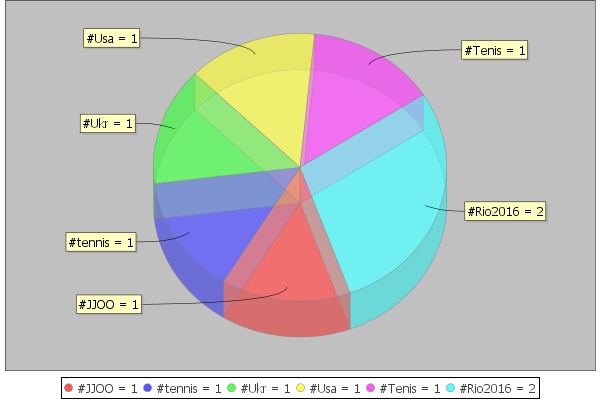 #Usa = 1
#Tenis = 1
#Ukr = 1
#Rio2016 = 2
#tennis = 1
#JJOO = 1
#JJOO = 1 #tennis = 1 #Ukr = 1 #Usa = 1 #Tenis = 1 #Rio2016 = 2